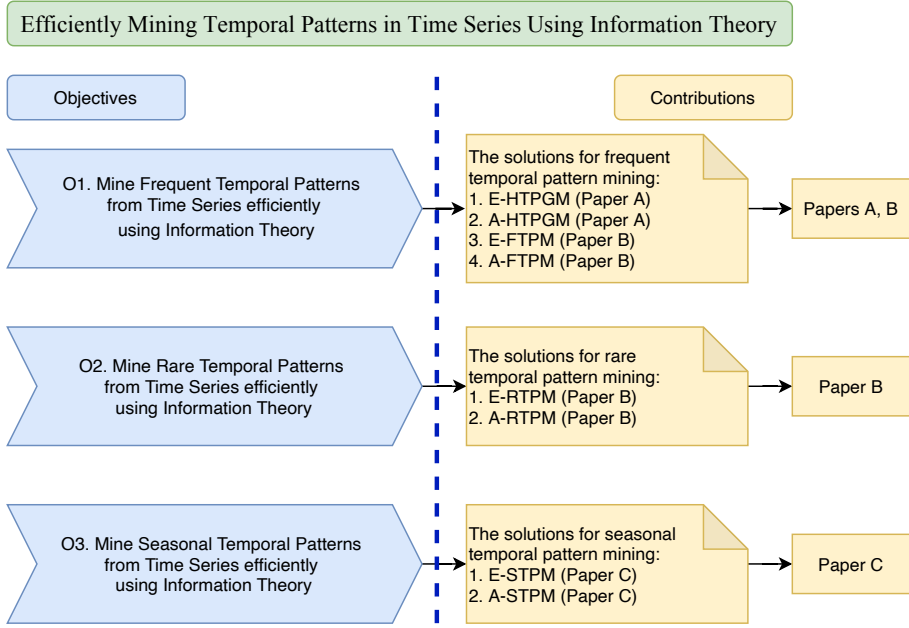 Efficiently Mining Temporal Patterns in Time Series Using Information Theory
Objectives
Contributions
O1. Mine Frequent Temporal Patterns
from Time Series efficiently
using Information Theory
The solutions for frequent
temporal pattern mining:
1. E-HTPGM (Paper A)
2. A-HTPGM (Paper A)
3. E-FTPM (Paper B)
4. A-FTPM (Paper B)
Papers A, B
O2. Mine Rare Temporal Patterns
from Time Series efficiently
using Information Theory
The solutions for rare
temporal pattern mining:
1. E-RTPM (Paper B)
2. A-RTPM (Paper B)
Paper B
O3. Mine Seasonal Temporal Patterns
from Time Series efficiently
using Information Theory
The solutions for seasonal
temporal pattern mining:
1. E-STPM (Paper C)
2. A-STPM (Paper C)
Paper C